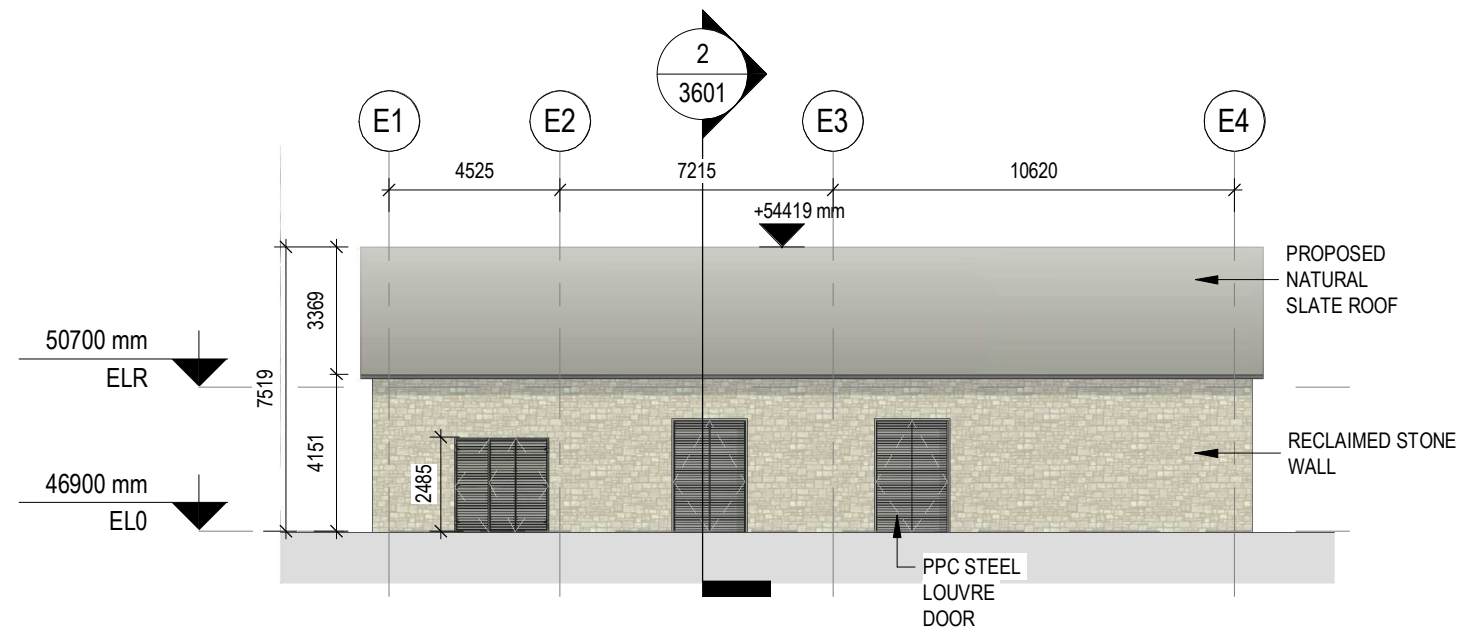 2
3601
E1
E2
E3
E4
4525
7215
10620
+54419 mm
PROPOSED
NATURAL
SLATE ROOF
3369
50700 mm
ELR
7519
4151
RECLAIMED STONE
WALL
2485
46900 mm
EL0
PPC STEEL
LOUVRE
DOOR